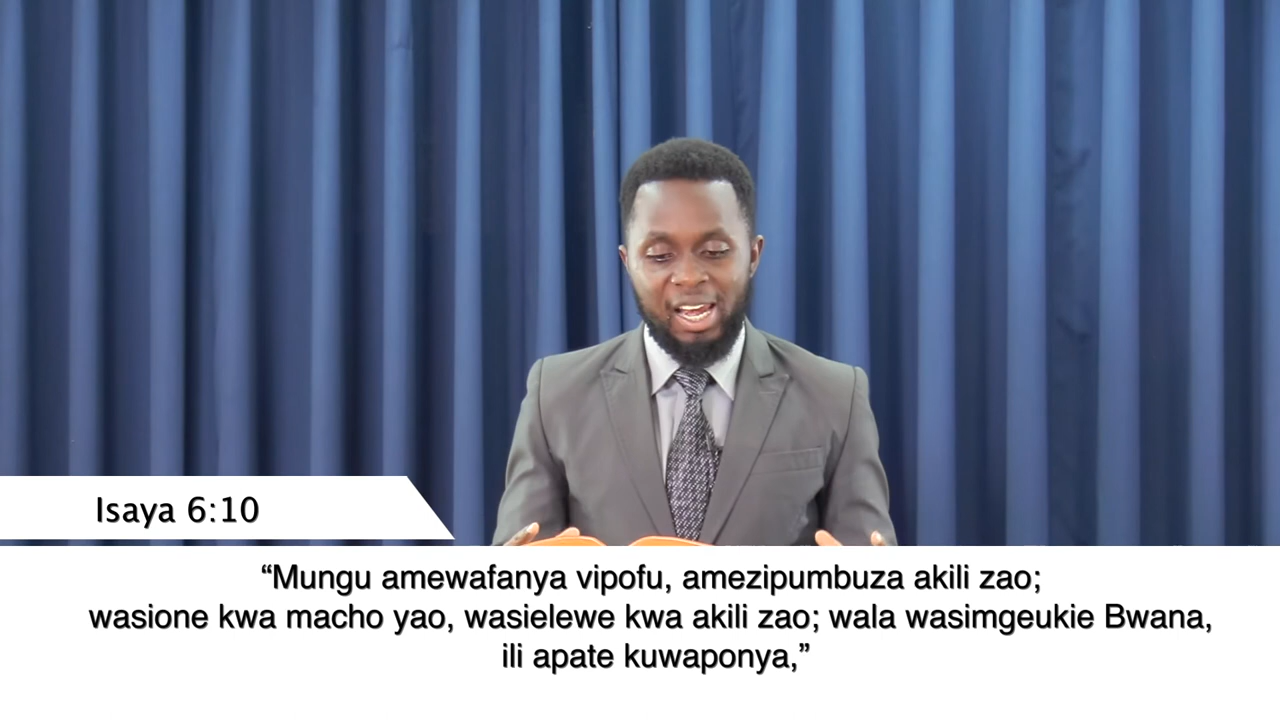 Isaya 6:10
“Mungu amewafanya vipofu, amezipumbuza akili zao;
wasione kwa macho yao, wasielewe kwa akili zao; wala wasimgeukie Bwana,
ili apate kuwaponya,”